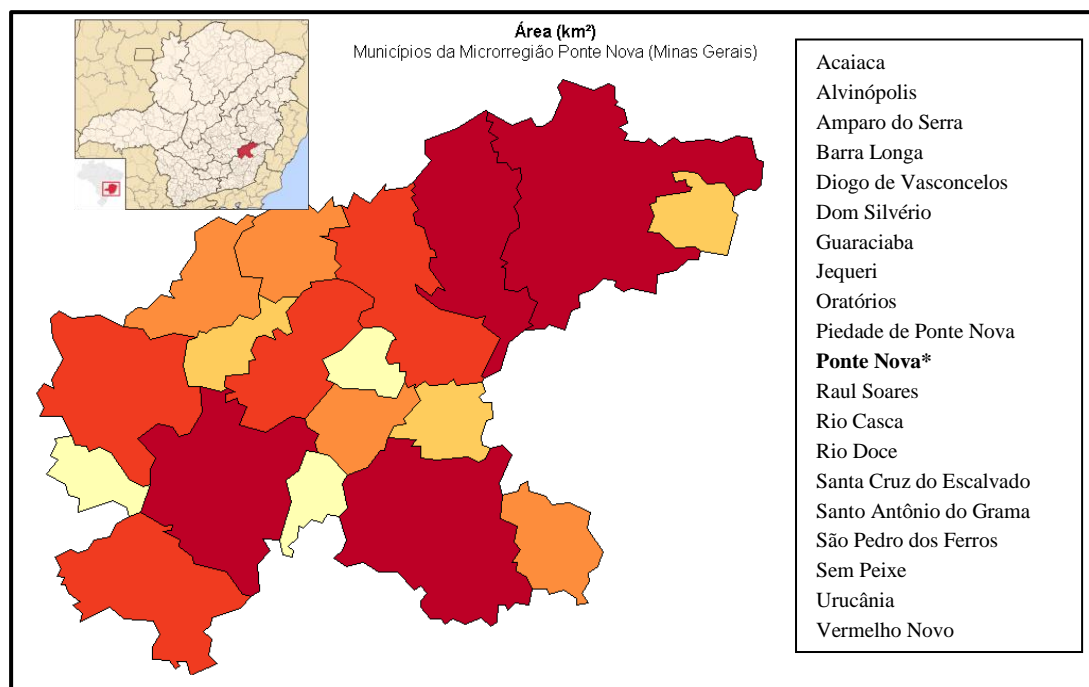 Área (km²)
Municípios da Microrregião Ponte Nova (Minas Gerais)
Acaiaca
Alvinópolis
Amparo do Serra
Barra Longa
Diogo de Vasconcelos
Dom Silvério
Guaraciaba
Jequeri
Oratórios
Piedade de Ponte Nova
Ponte Nova*
Raul Soares
Rio Casca
Rio Doce
Santa Cruz do Escalvado
Santo Antônio do Grama
São Pedro dos Ferros
Sem Peixe
Urucânia
Vermelho Novo